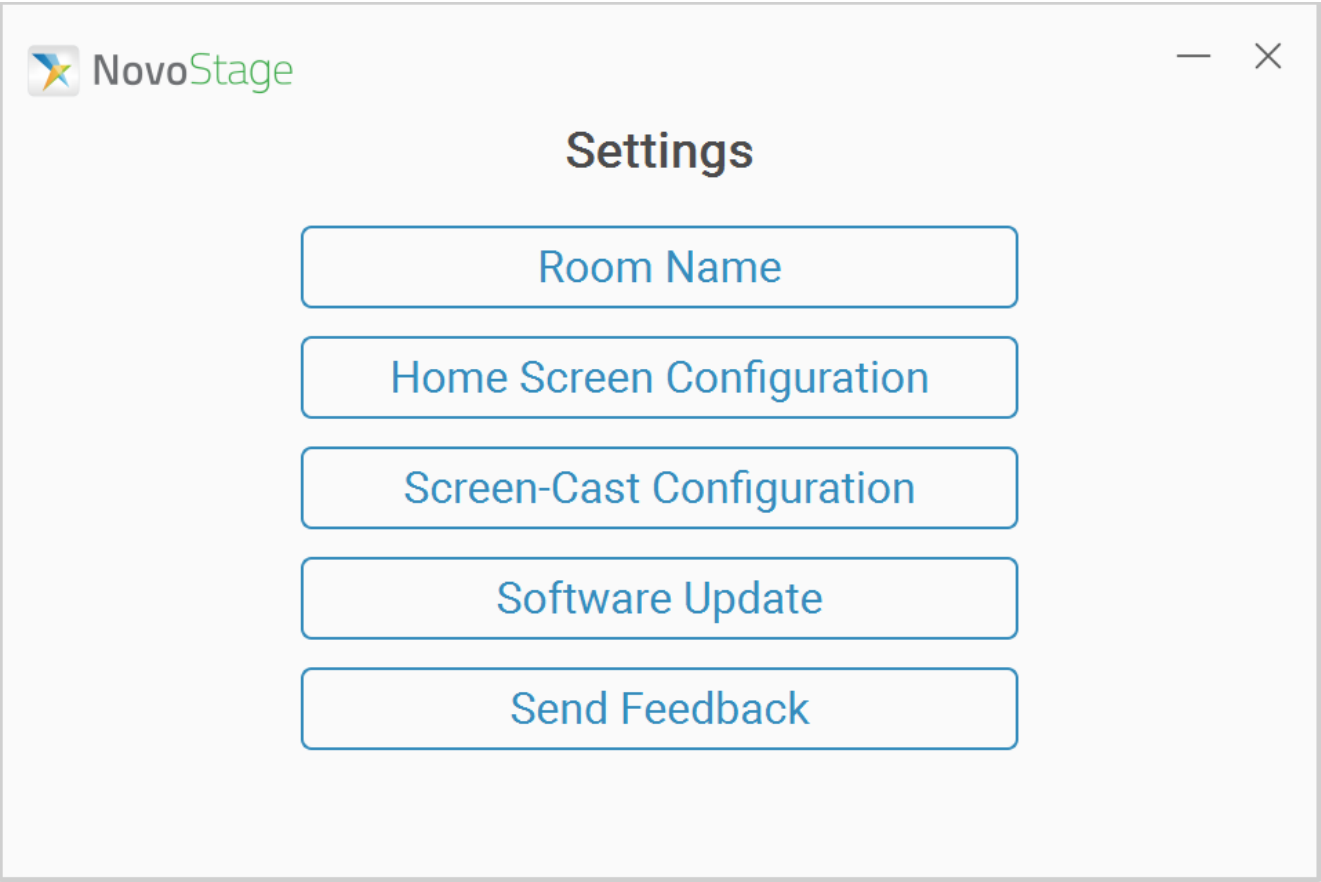 NovoStage
Settings
Room Name
Home Screen Configuration
Screen-Cast Configuration
Software Update
Send Feedback